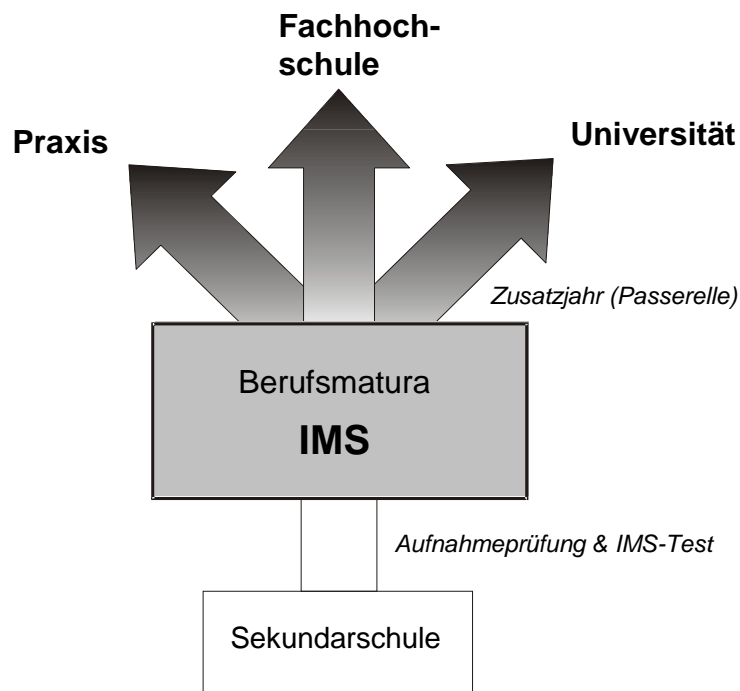 Fachhoch-
schule
Praxis
Universität
Zusatzjahr (Passerelle)
Berufsmatura
IMS
Aufnahmeprüfung & IMS-Test
Sekundarschule